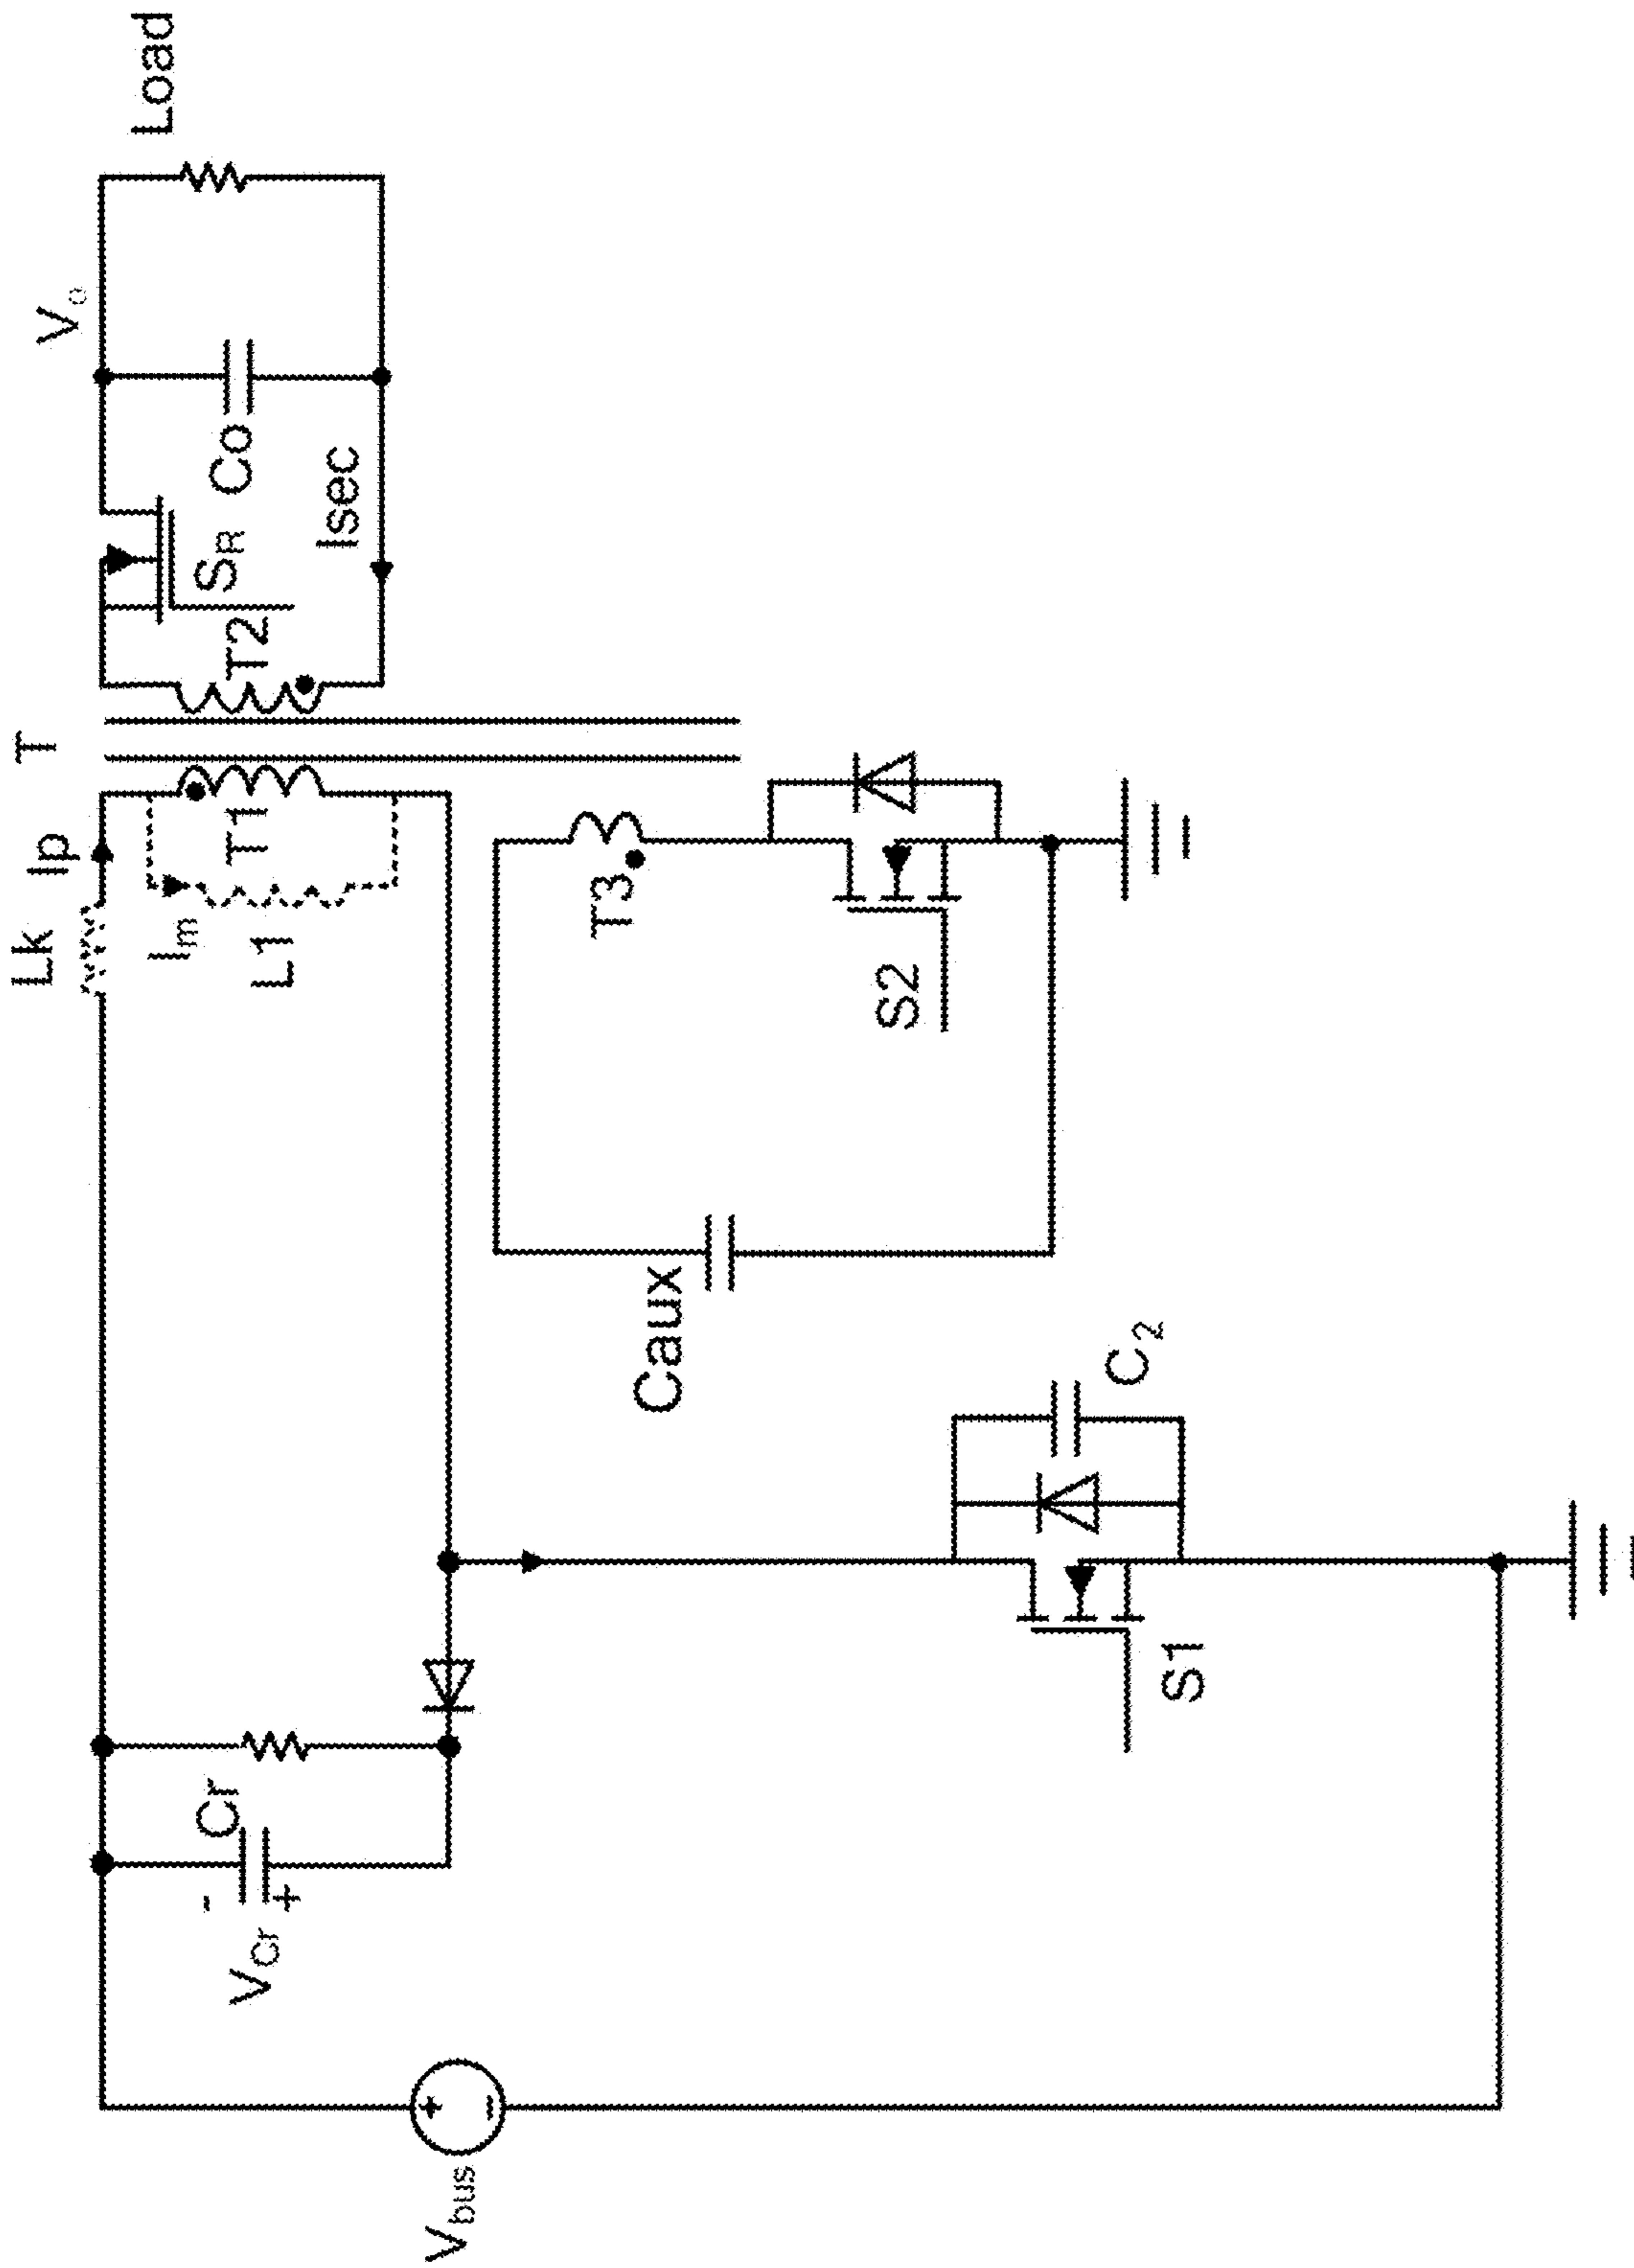 T
Lk
Ip
Vo
Load
Im
L1
T1
T2
SR
Co
Isec
Cr
-
+
VCr
T3
Caux
S2
C2
S1
+
-
Vbus